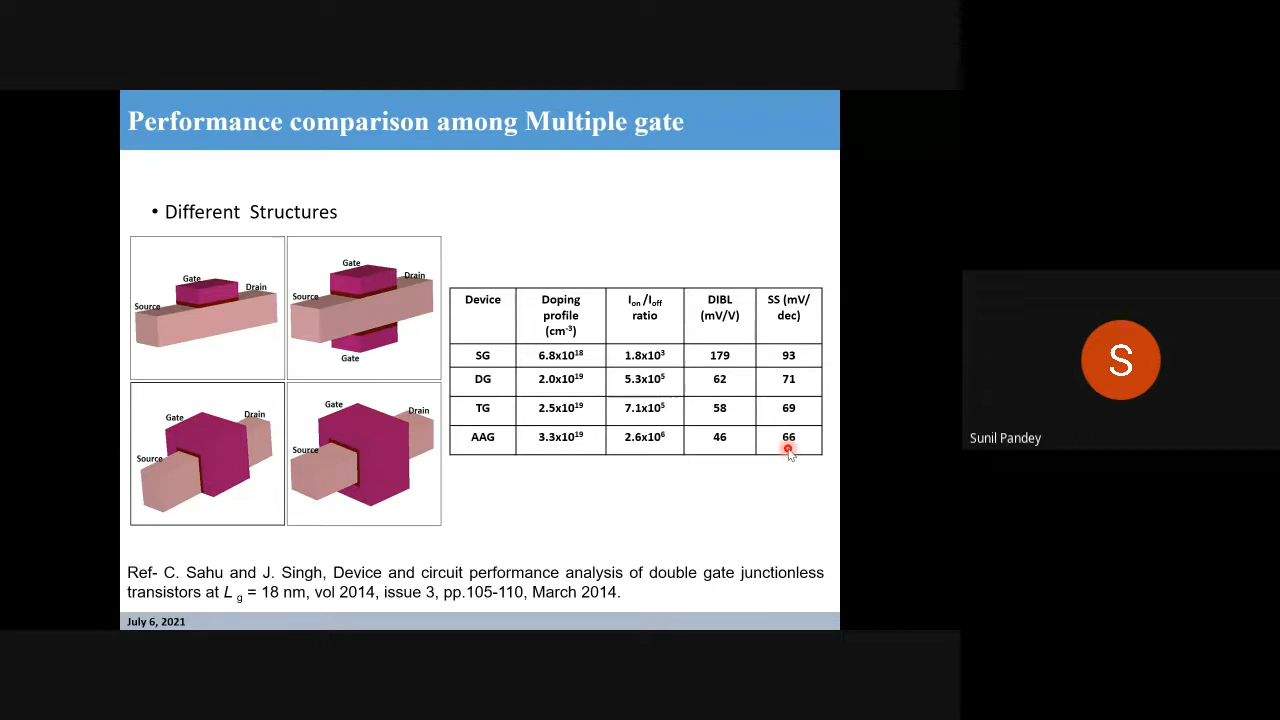 Performance comparison among Multiple gate
• Different Structures
Gate
Drain
Source
Gate
Drain
Source
Gate
Gate
Drain
Source
Gate
Drain
Source
Device Doping profile (cm⁻³) Iₒₙ /Iₒff ratio DIBL (mV/V) SS (mV/ dec)
SG 6.8x10¹⁸ 1.8x10³ 179 93
DG 2.0x10¹⁹ 5.3x10⁵ 62 71
TG 2.5x10¹⁹ 7.1x10⁵ 58 69
AAG 3.3x10¹⁹ 2.6x10⁶ 46 66
Ref- C. Sahu and J. Singh, Device and circuit performance analysis of double gate junctionless
transistors at L g = 18 nm, vol 2014, issue 3, pp.105-110, March 2014.
July 6, 2021
S
Sunil Pandey